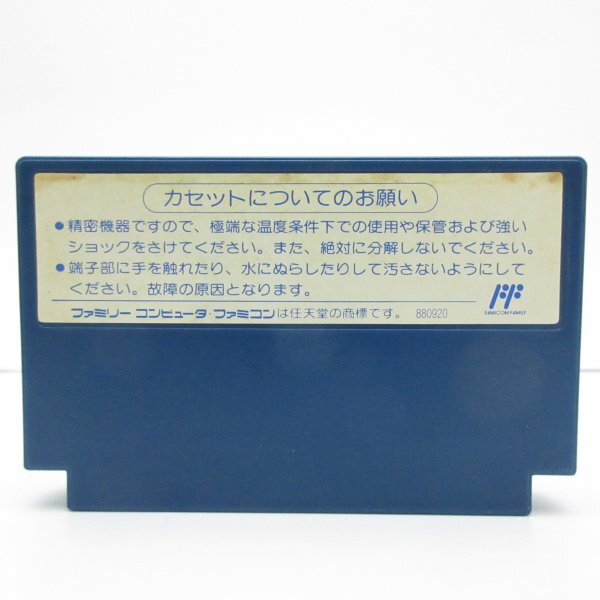 カセットについてのお願い
●精密機器ですので、極端な温度条件下での使用や保管および強い
ショックをさけてください。また、絶対に分解しないでください。
●端子部に手を触れたり、水にぬらしたりして汚さないようにして
ください。故障の原因となります。
ファミリーコンピュータ・ファミコンは任天堂の商標です。 880920
FAMICOM FAMILY